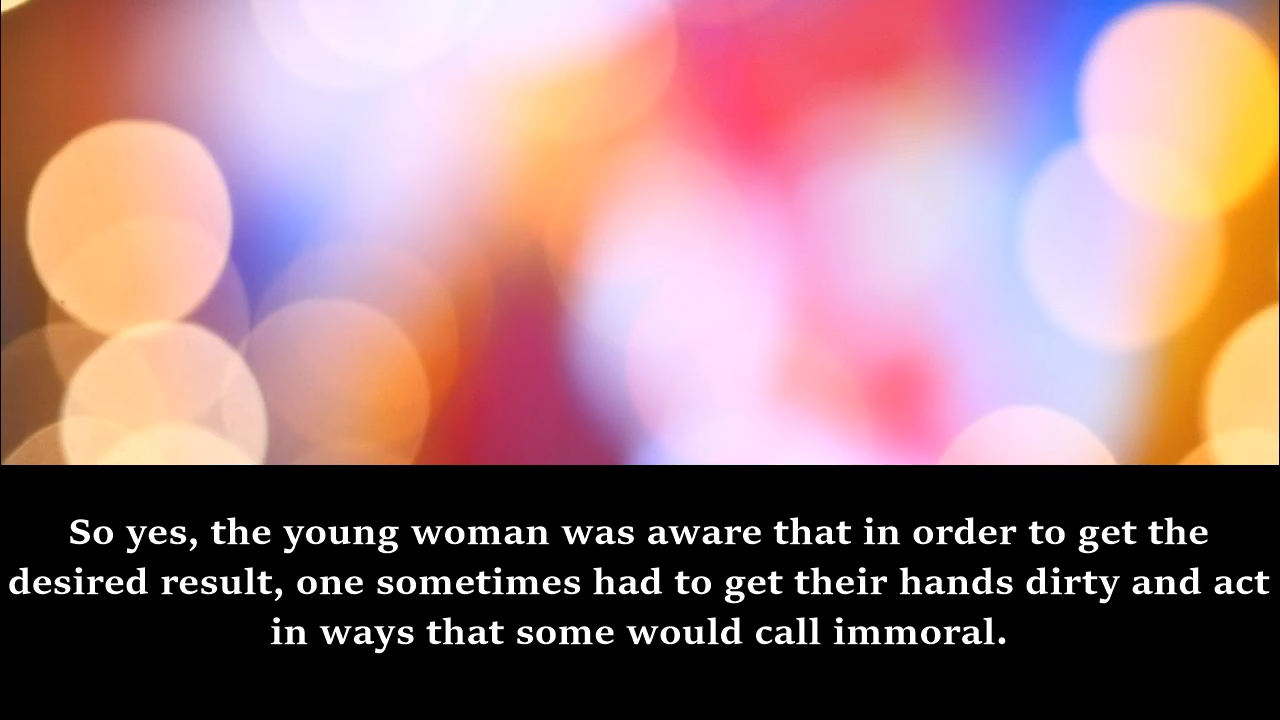 So yes, the young woman was aware that in order to get the
desired result, one sometimes had to get their hands dirty and act
in ways that some would call immoral.